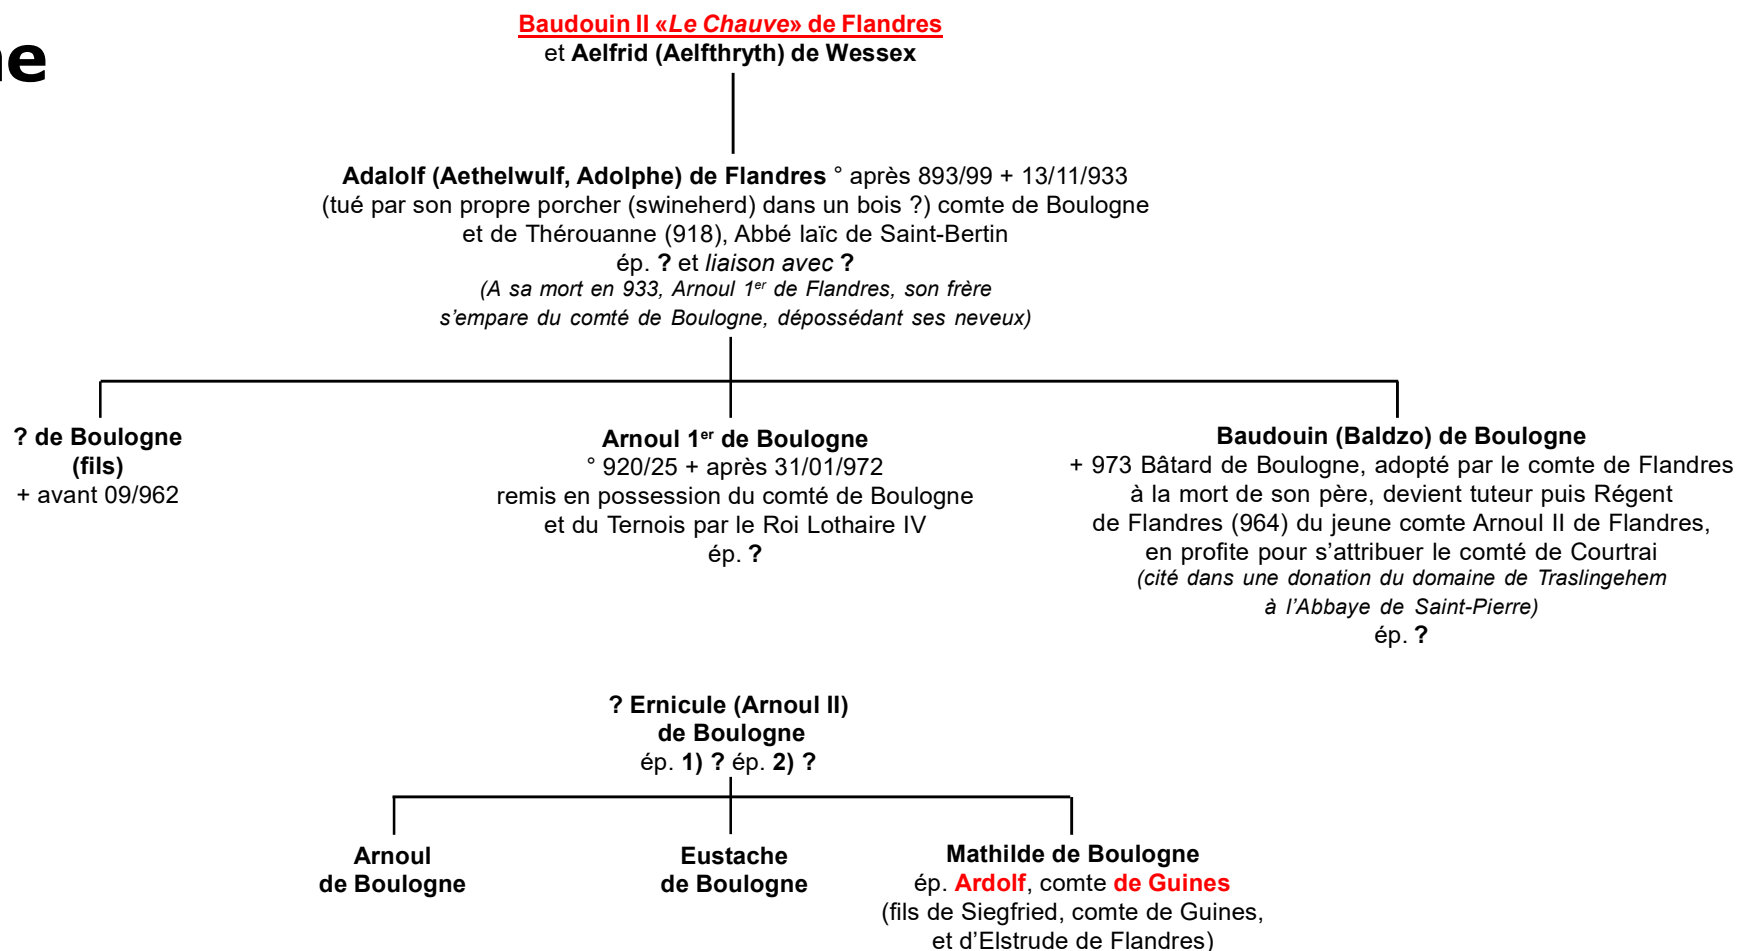 ne
Baudouin II «Le Chauve» de Flandres
et Aelfrid (Aelfthryth) de Wessex
Adalolf (Aethelwulf, Adolphe) de Flandres ° après 893/99 + 13/11/933
(tué par son propre porcher (swineherd) dans un bois ?) comte de Boulogne
et de Thérouanne (918), Abbé laïc de Saint-Bertin
ép. ? et liaison avec ?
(A sa mort en 933, Arnoul 1er de Flandres, son frère
s'empare du comté de Boulogne, dépossédant ses neveux)
? de Boulogne
(fils)
+ avant 09/962
Arnoul 1er de Boulogne
° 920/25 + après 31/01/972
remis en possession du comté de Boulogne
et du Ternois par le Roi Lothaire IV
ép. ?
Baudouin (Baldzo) de Boulogne
+ 973 Bâtard de Boulogne, adopté par le comte de Flandres
à la mort de son père, devient tuteur puis Régent
de Flandres (964) du jeune comte Arnoul II de Flandres,
en profite pour s’attribuer le comté de Courtrai
(cité dans une donation du domaine de Traslingehem
à l’Abbaye de Saint-Pierre)
ép. ?
? Ernicule (Arnoul II)
de Boulogne
ép. 1) ? ép. 2) ?
Arnoul
de Boulogne
Eustache
de Boulogne
Mathilde de Boulogne
ép. Ardolf, comte de Guines
(fils de Siegfried, comte de Guines,
et d’Elstrude de Flandres)